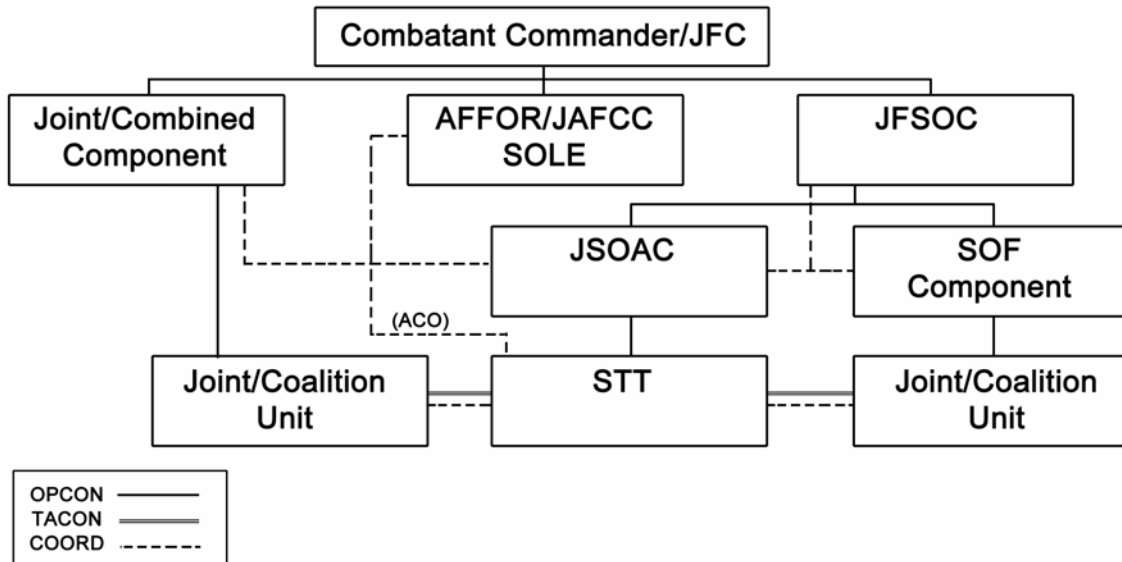 Combatant Commander/JFC
Joint/Combined
Component
AFFOR/JAFCC
SOLE
JFSOC
JSOAC
SOF
Component
(ACO)
Joint/Coalition
Unit
STT
Joint/Coalition
Unit
OPCON
TACON
COORD